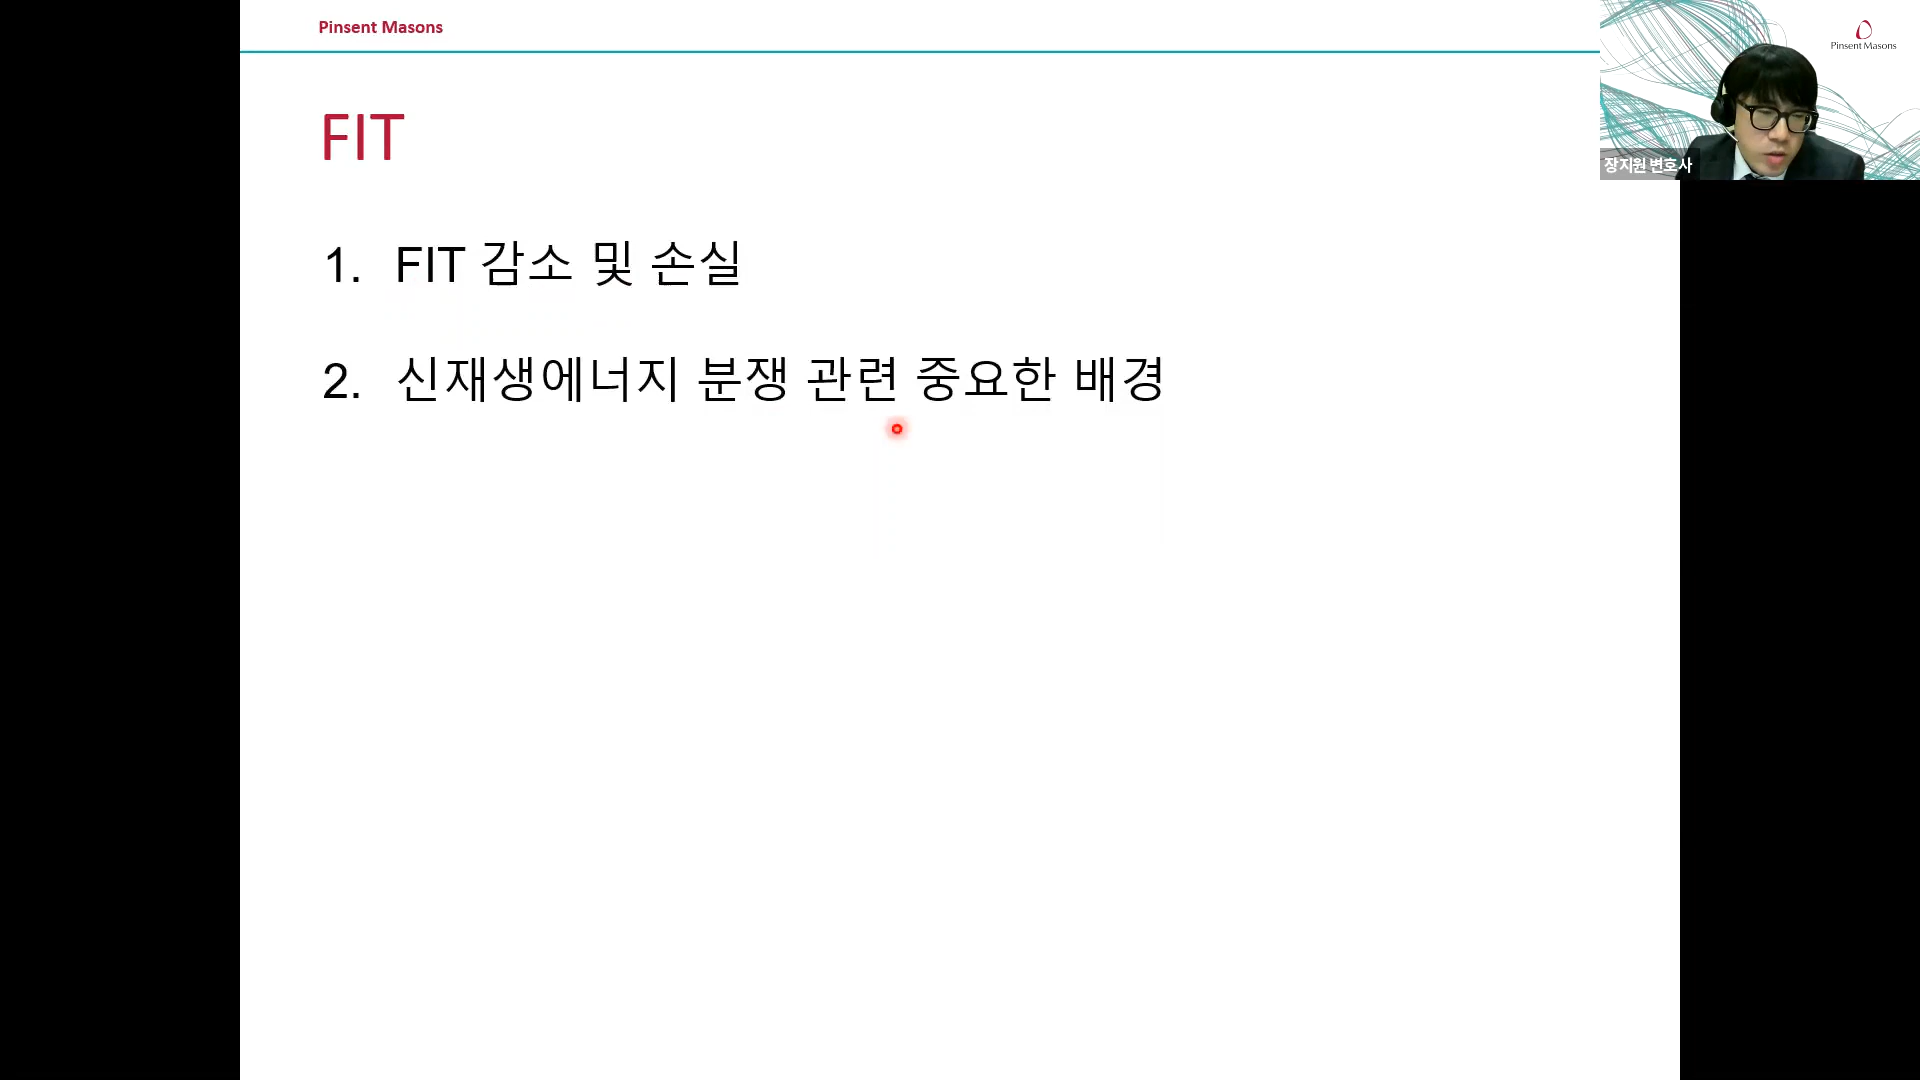 Pinsent Masons
Pinsent Masons
장지원 변호사
FIT
1. FIT 감소 및 손실
2. 신재생에너지 분쟁 관련 중요한 배경